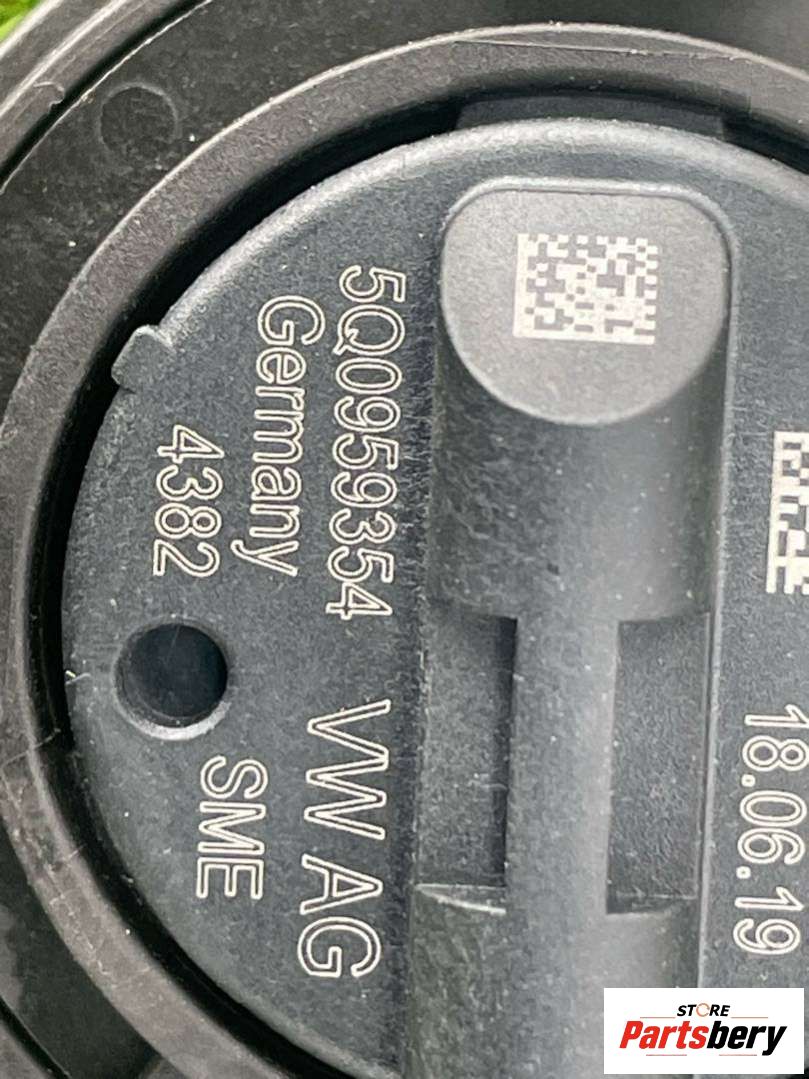 5Q0959354 VW AG
Germany
4382 SME
18.06.19
STORE
Partsbery